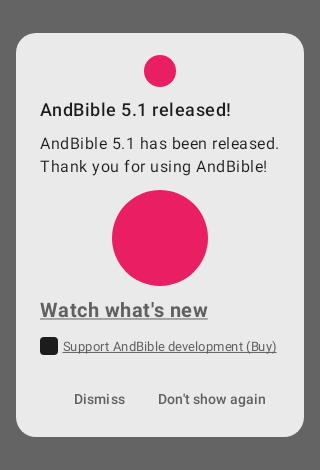 AndBible 5.1 released!
AndBible 5.1 has been released.
Thank you for using AndBible!
Watch what's new
Support AndBible development (Buy)
Dismiss
Don't show again